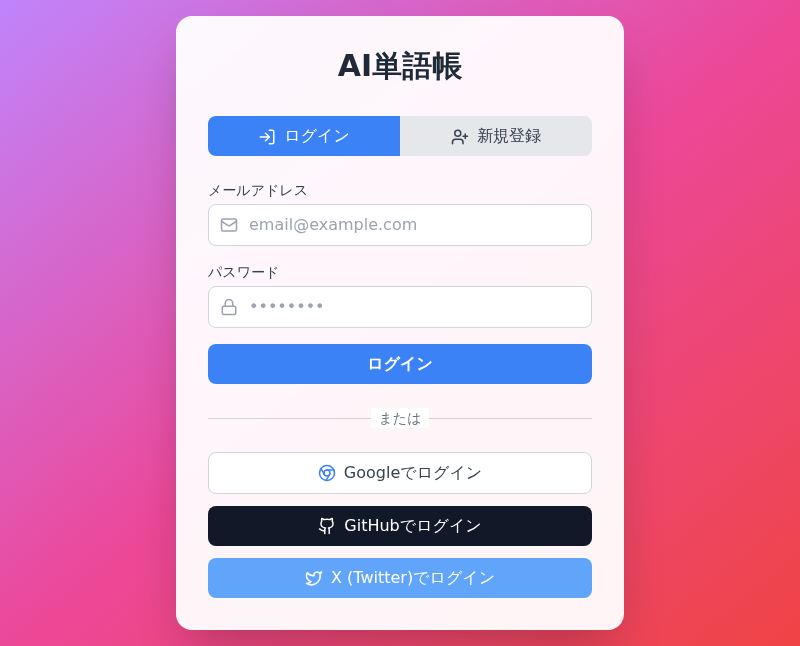 AI単語帳
ログイン
新規登録
メールアドレス
email@example.com
パスワード
••••••••
ログイン
または
Googleでログイン
GitHubでログイン
X (Twitter)でログイン